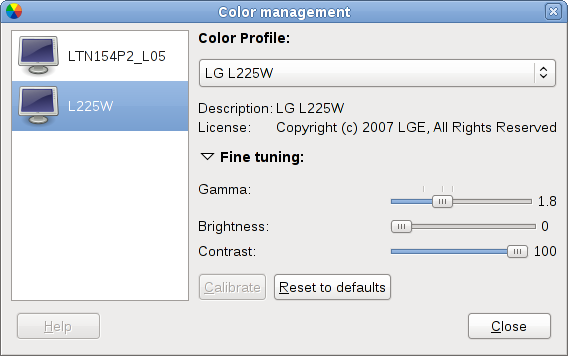 Color management
LTN154P2_L05
L225W
Color Profile:
LG L225W
Description: LG L225W
License: Copyright (c) 2007 LGE, All Rights Reserved
Fine tuning:
Gamma: 1.8
Brightness: 0
Contrast: 100
Calibrate Reset to defaults
Help Close